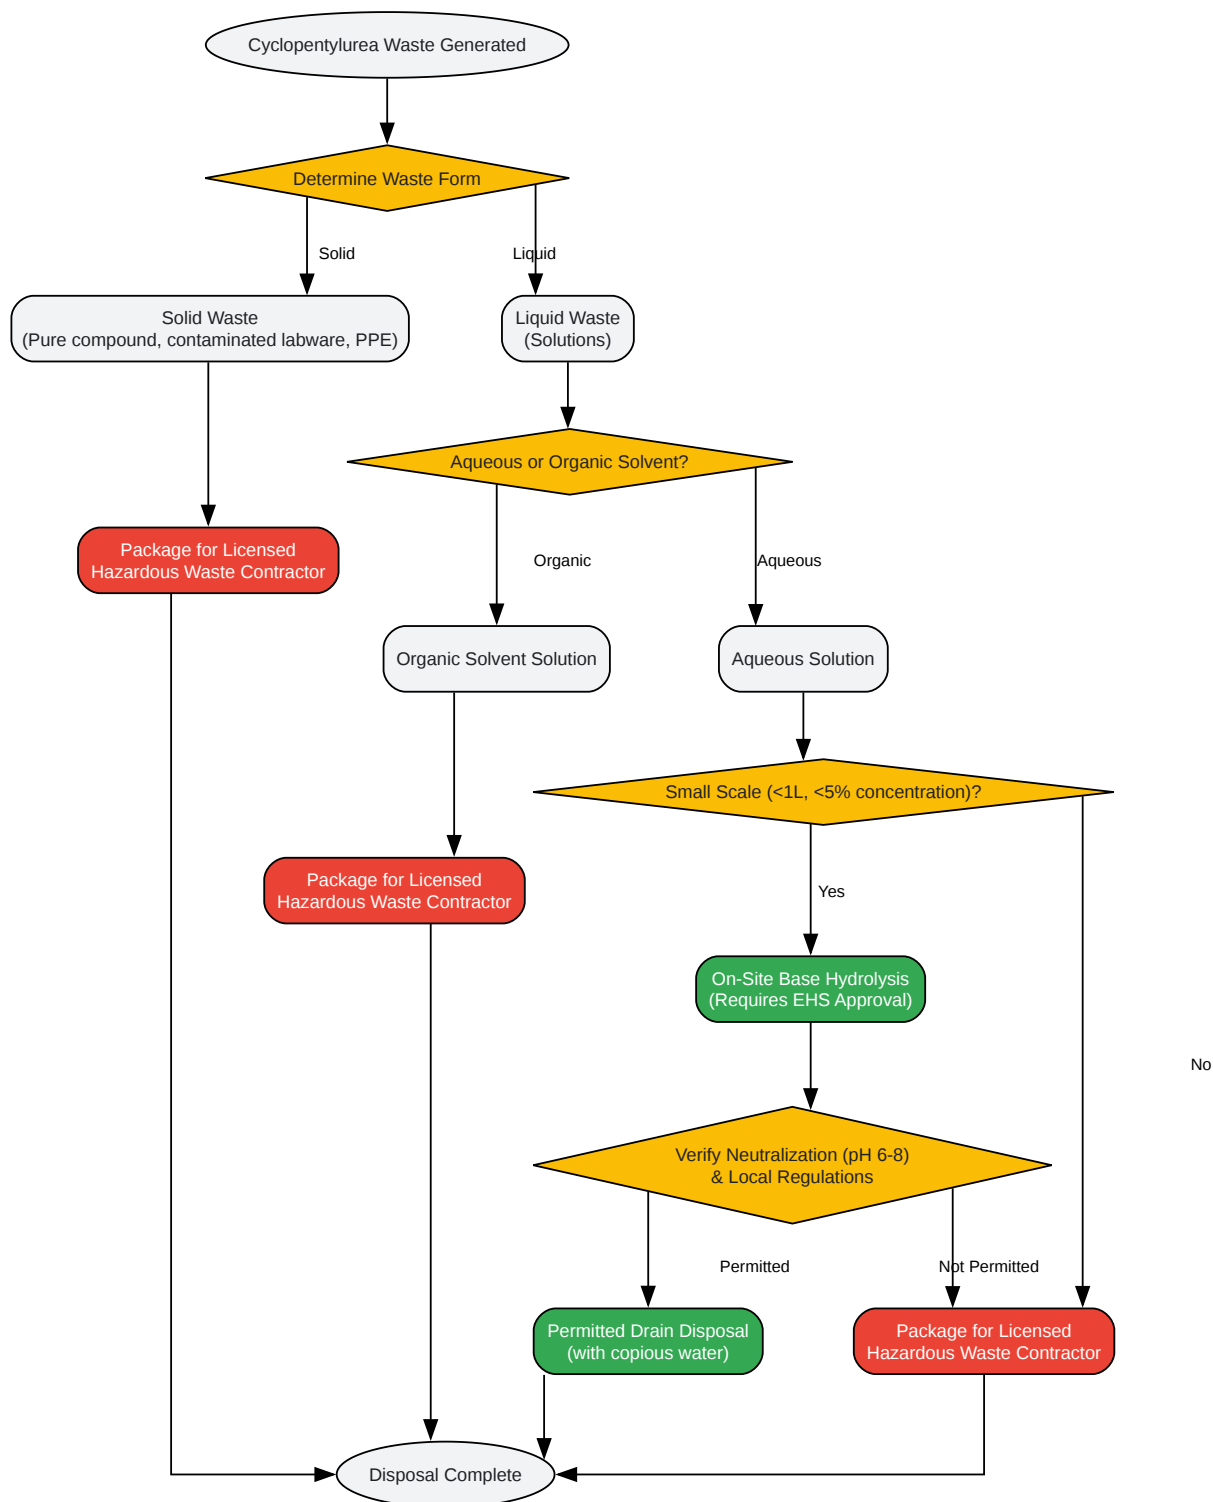 Cyclopentylurea Waste Generated
Determine Waste Form
Solid
Liquid
Solid Waste
(Pure compound, contaminated labware, PPE)
Liquid Waste
(Solutions)
Aqueous or Organic Solvent?
Package for Licensed
Hazardous Waste Contractor
Organic
Aqueous
Organic Solvent Solution
Aqueous Solution
Small Scale (<1L, <5% concentration)?
Package for Licensed
Hazardous Waste Contractor
Yes
On-Site Base Hydrolysis
(Requires EHS Approval)
No
Verify Neutralization (pH 6-8)
& Local Regulations
Permitted
Not Permitted
Permitted Drain Disposal
(with copious water)
Package for Licensed
Hazardous Waste Contractor
Disposal Complete